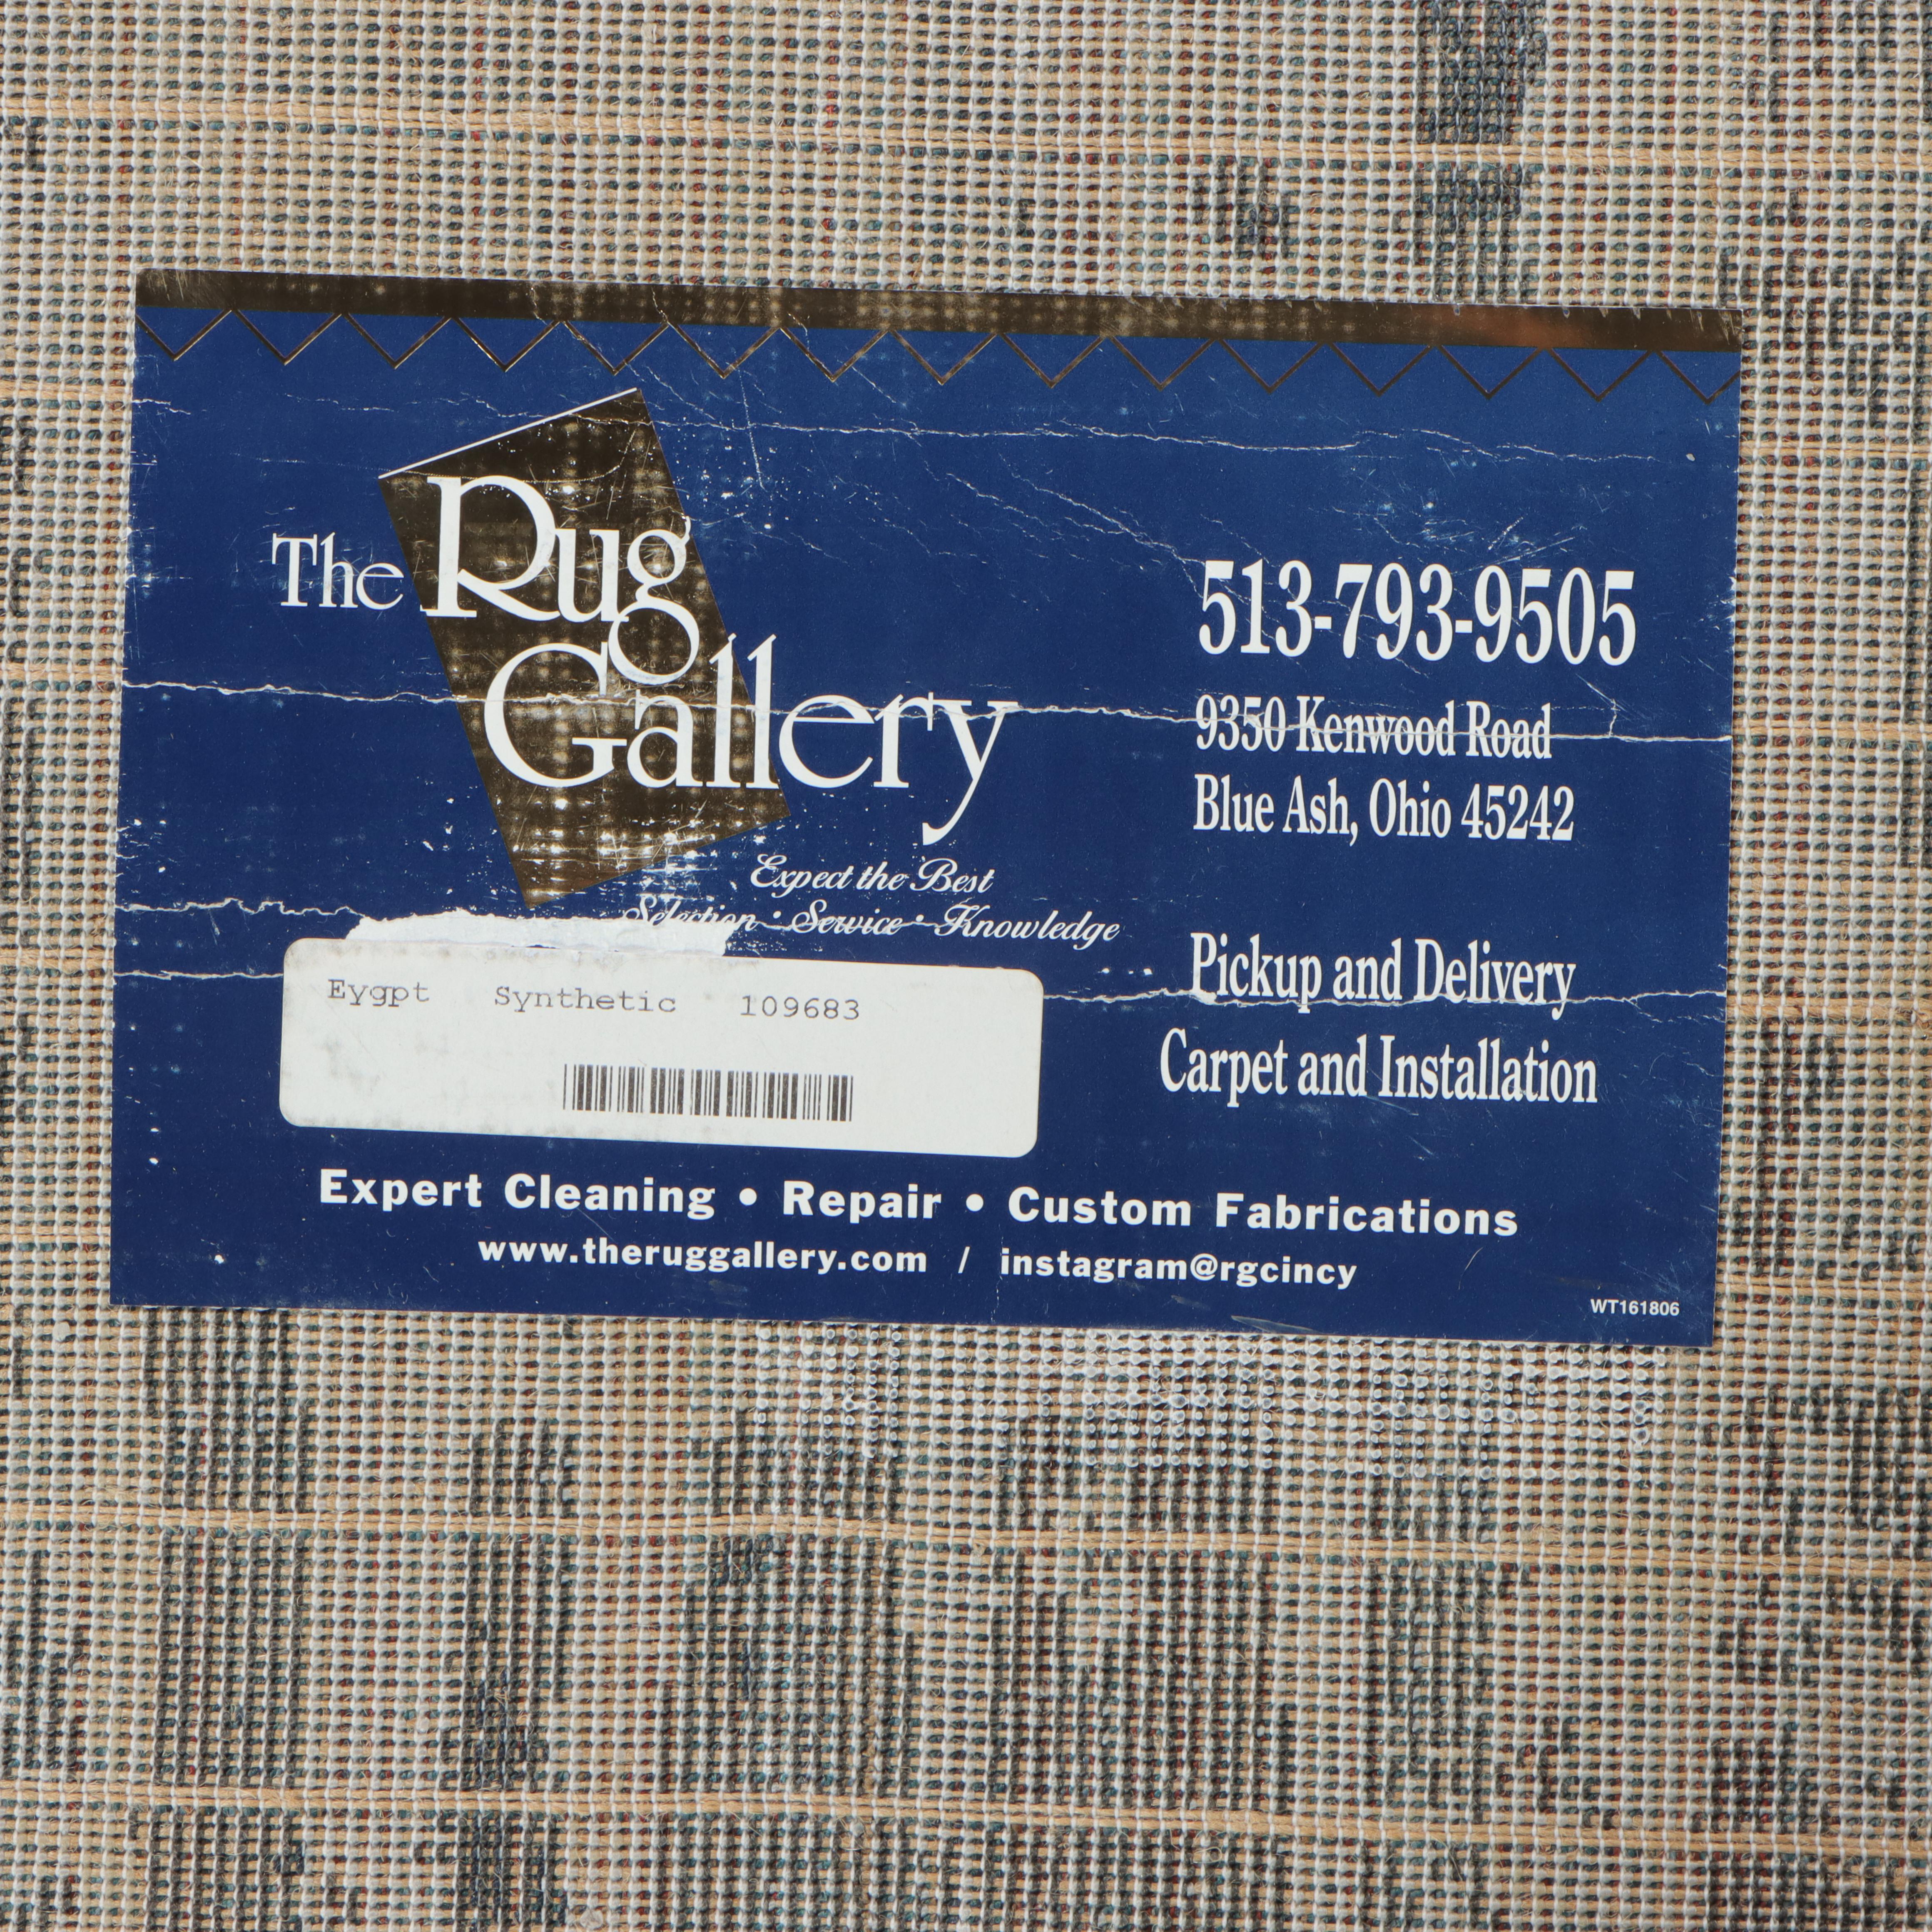 The Rug
Gallery
Expect the Best
Selection • Service • Knowledge
513-793-9505
9350 Kenwood Road
Blue Ash, Ohio 45242
Pickup and Delivery
Carpet and Installation
Eygpt Synthetic 109683
Expert Cleaning • Repair • Custom Fabrications
www.theruggallery.com / instagram@rgcincy
WT161806